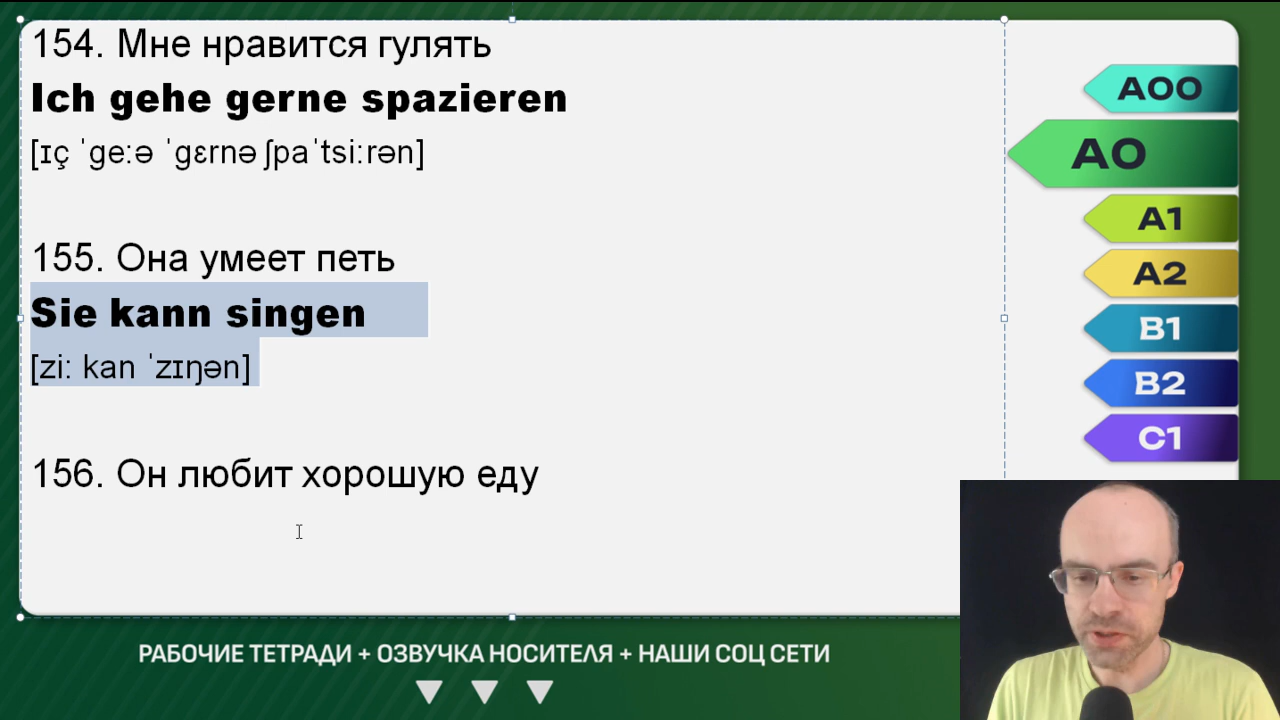 154. Мне нравится гулять
Ich gehe gerne spazieren
[ɪç ˈɡeːə ˈɡɛrnə ʃpaˈtsiːrən]
155. Она умеет петь
Sie kann singen
[ziː kan ˈzɪŋən]
156. Он любит хорошую еду
A00
A0
A1
A2
B1
B2
C1
РАБОЧИЕ ТЕТРАДИ + ОЗВУЧКА НОСИТЕЛЯ + НАШИ СОЦ СЕТИ